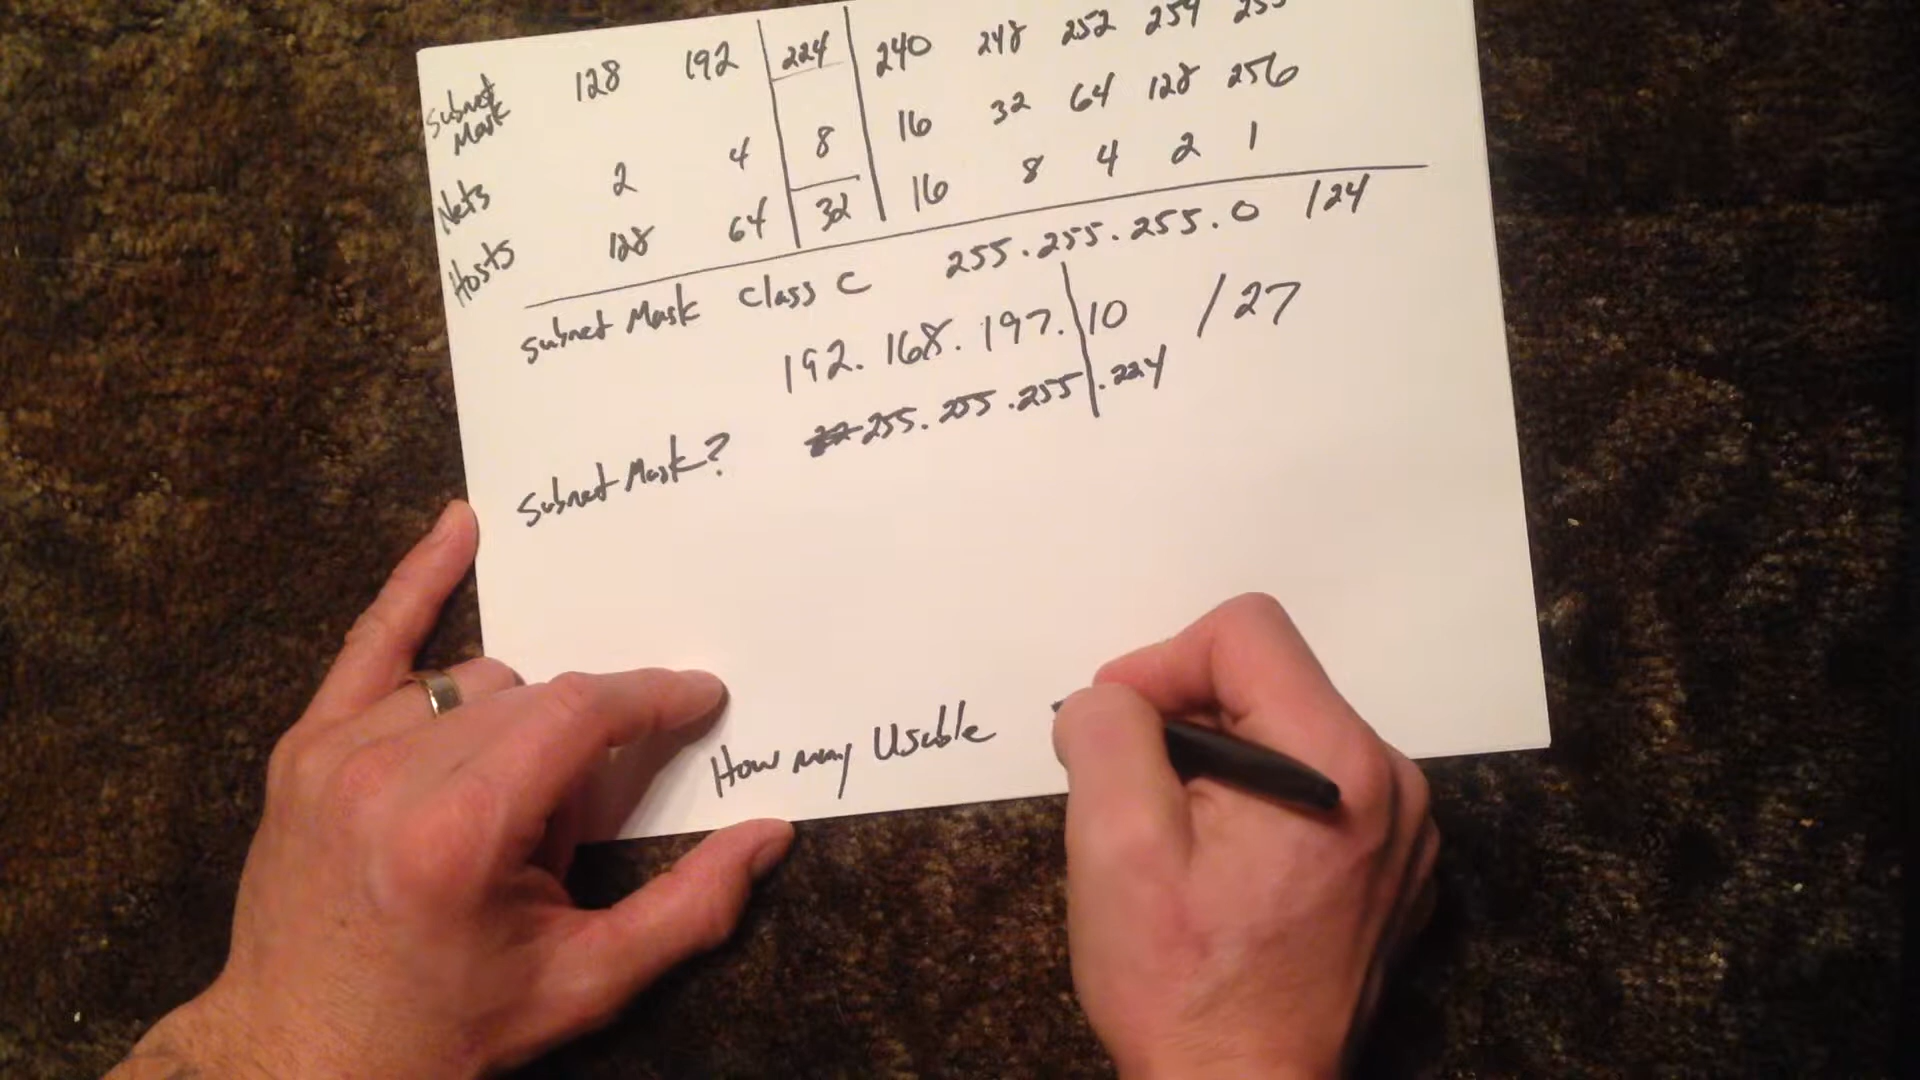 Subnet Mask 128 192 224 240 248 252 254 255
Nets 2 4 8 16 32 64 128 256
Hosts 128 64 32 16 8 4 2 1
Subnet Mask Class C 255.255.255.0 /24
192.168.197.10 /27
Subnet Mask? 255.255.255.224
How many Usable